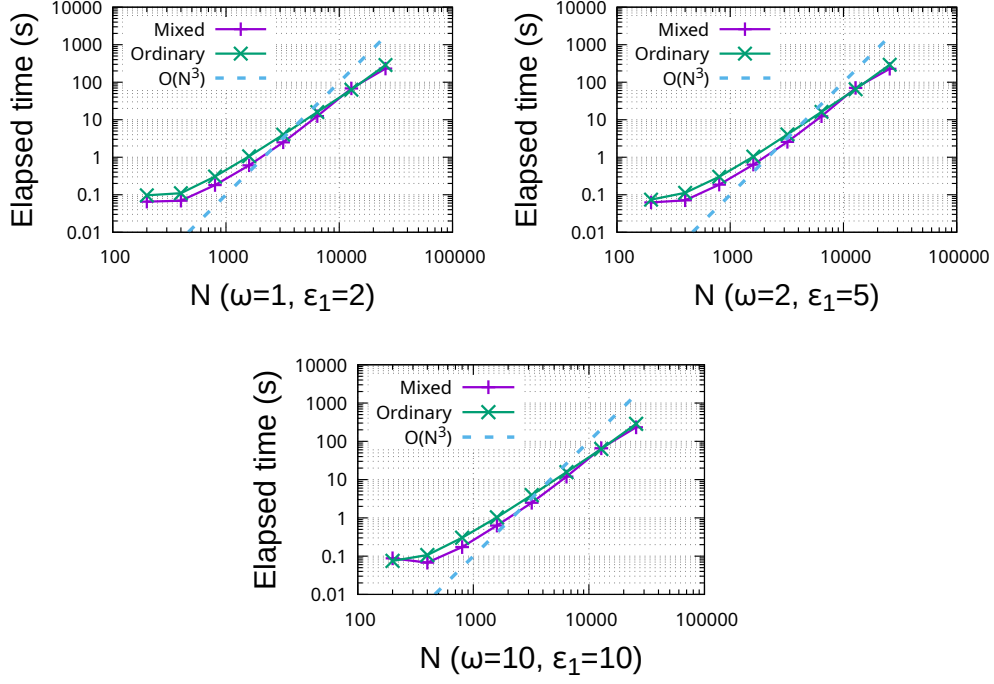 Elapsed time (s)
10000
1000
100
10
1
0.1
0.01
Mixed
Ordinary
O(N³)
100 1000 10000 100000
N (ω=1, ε₁=2)
Elapsed time (s)
10000
1000
100
10
1
0.1
0.01
Mixed
Ordinary
O(N³)
100 1000 10000 100000
N (ω=2, ε₁=5)
Elapsed time (s)
10000
1000
100
10
1
0.1
0.01
Mixed
Ordinary
O(N³)
100 1000 10000 100000
N (ω=10, ε₁=10)